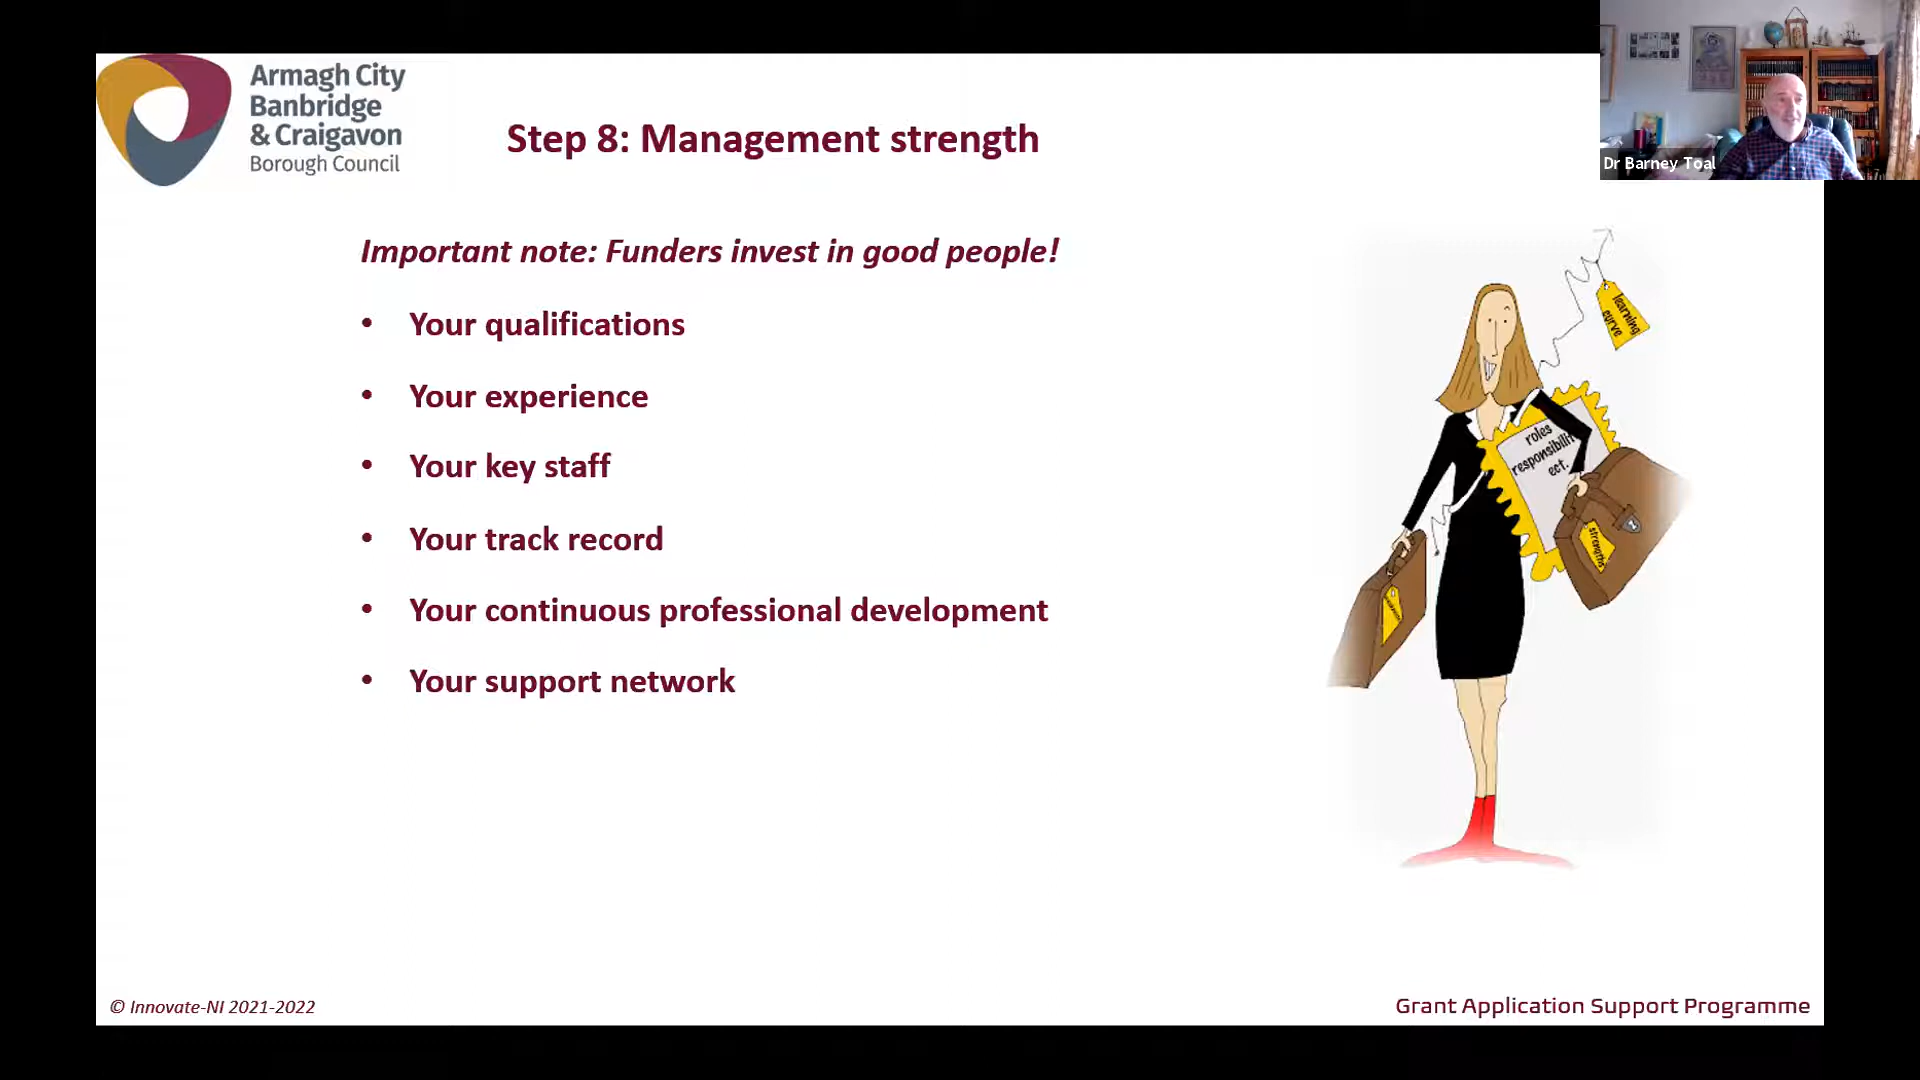 Armagh City
Banbridge
& Craigavon
Borough Council
Step 8: Management strength
Dr Barney Toal
Important note: Funders invest in good people!
• Your qualifications
• Your experience
• Your key staff
• Your track record
• Your continuous professional development
• Your support network
learning
curve
roles
responsibilit
ect.
strengths
© Innovate-NI 2021-2022
Grant Application Support Programme